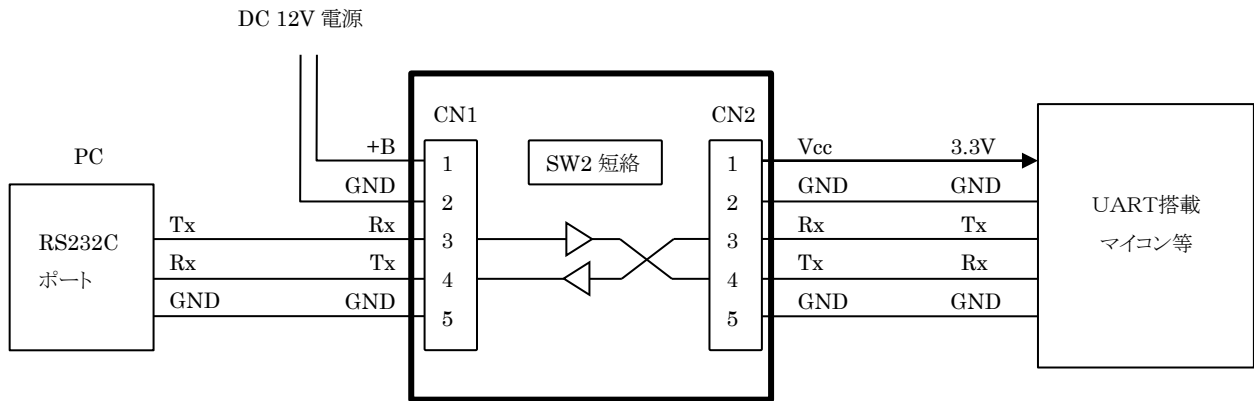 DC 12V 電源
CN1
CN2
PC
+B
1
SW2 短絡
1
Vcc
3.3V
GND
2
2
GND
GND
UART搭載
マイコン等
RS232C
ポート
Tx
Rx
3
3
Rx
Tx
Rx
Tx
4
4
Tx
Rx
GND
GND
5
5
GND
GND